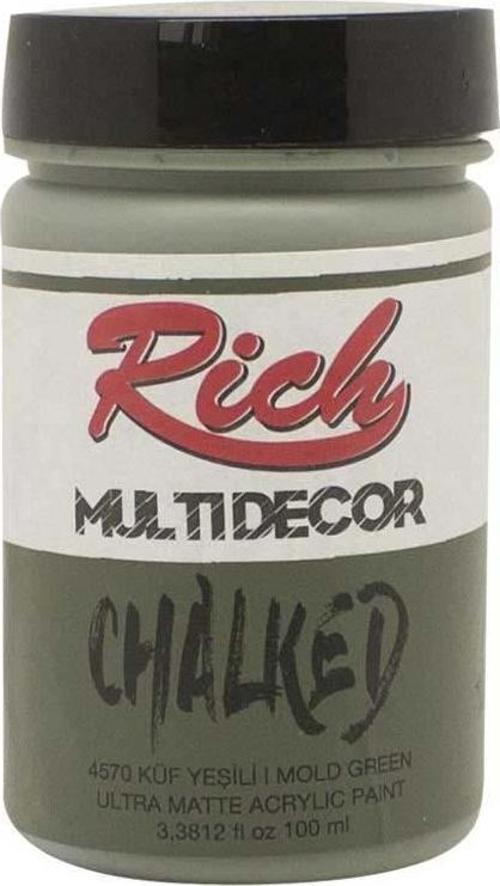 Rich
MULTIDECOR
CHALKED
4570 KÜF YEŞİLİ I MOLD GREEN
ULTRA MATTE ACRYLIC PAINT
3,3812 fl oz 100 ml